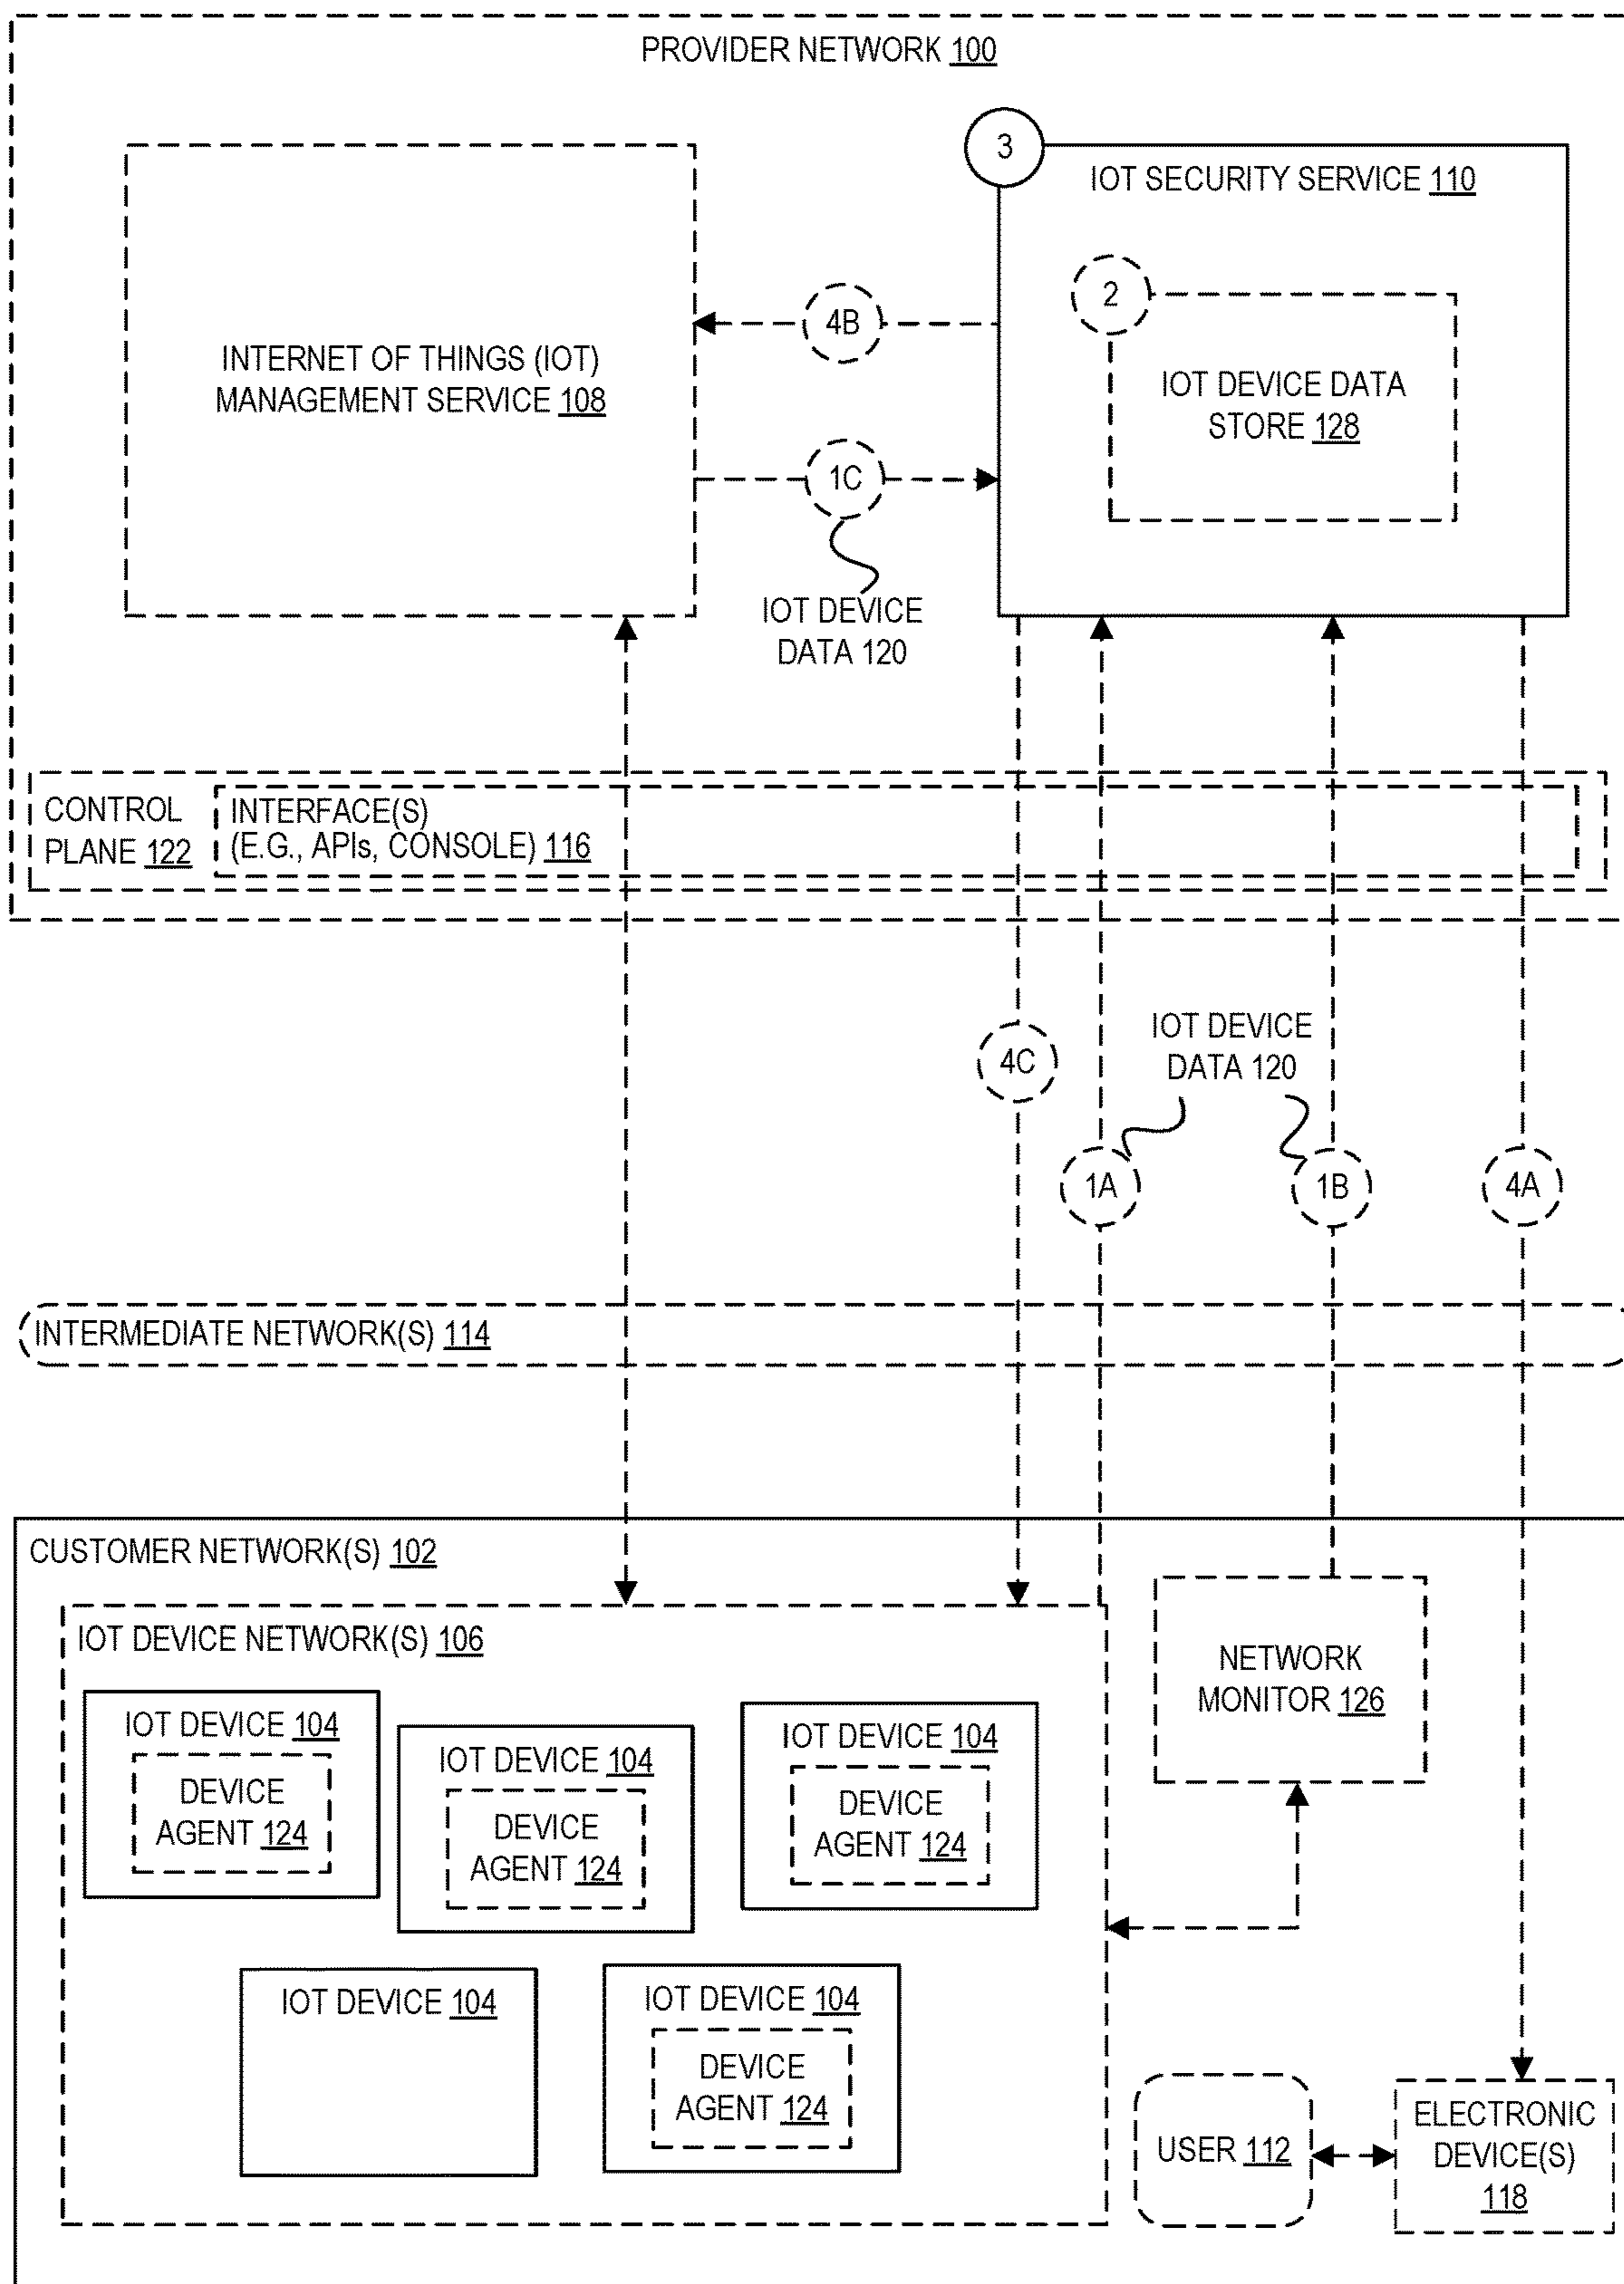 PROVIDER NETWORK 100
3
IOT SECURITY SERVICE 110
2
4B
INTERNET OF THINGS (IOT)
MANAGEMENT SERVICE 108
IOT DEVICE DATA
STORE 128
1C
IOT DEVICE
DATA 120
CONTROL
PLANE 122
INTERFACE(S)
(E.G., APIs, CONSOLE) 116
IOT DEVICE
DATA 120
4C
1A
1B
4A
INTERMEDIATE NETWORK(S) 114
CUSTOMER NETWORK(S) 102
IOT DEVICE NETWORK(S) 106
NETWORK
MONITOR 126
IOT DEVICE 104
DEVICE
AGENT 124
IOT DEVICE 104
DEVICE
AGENT 124
IOT DEVICE 104
DEVICE
AGENT 124
IOT DEVICE 104
IOT DEVICE 104
DEVICE
AGENT 124
USER 112
ELECTRONIC
DEVICE(S)
118